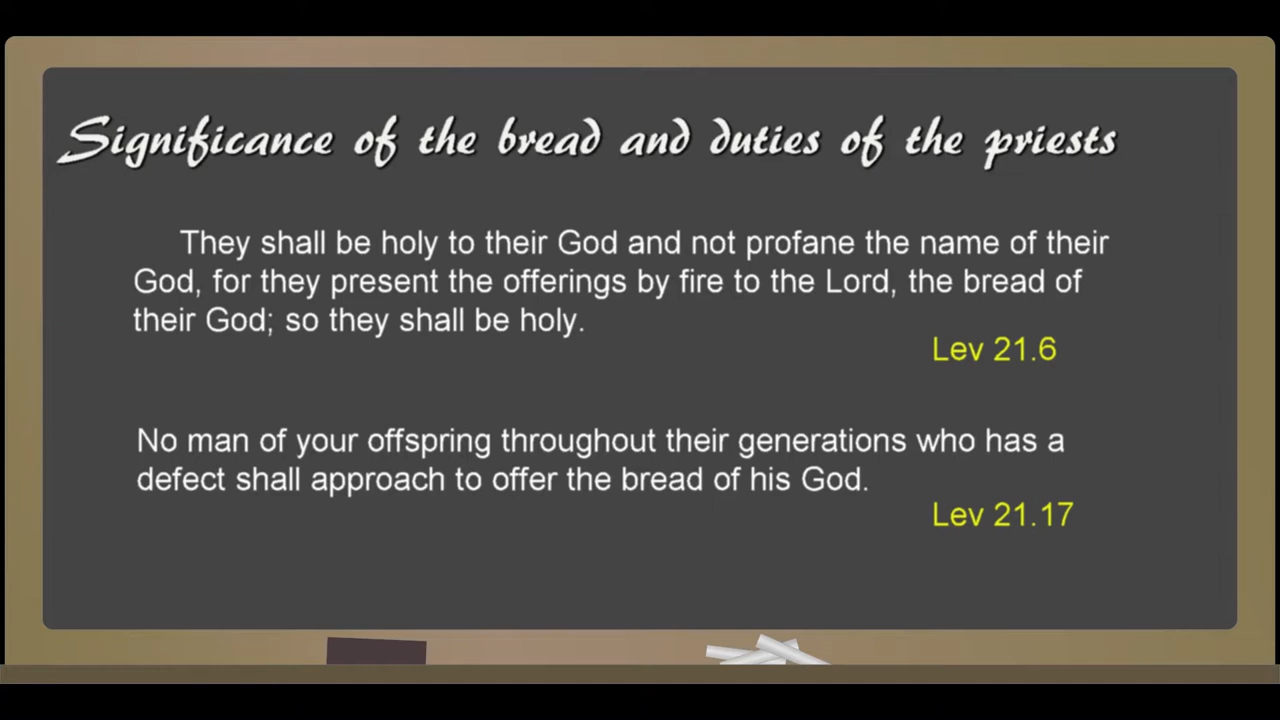 Significance of the bread and duties of the priests
They shall be holy to their God and not profane the name of their
God, for they present the offerings by fire to the Lord, the bread of
their God; so they shall be holy.
Lev 21.6
No man of your offspring throughout their generations who has a
defect shall approach to offer the bread of his God.
Lev 21.17